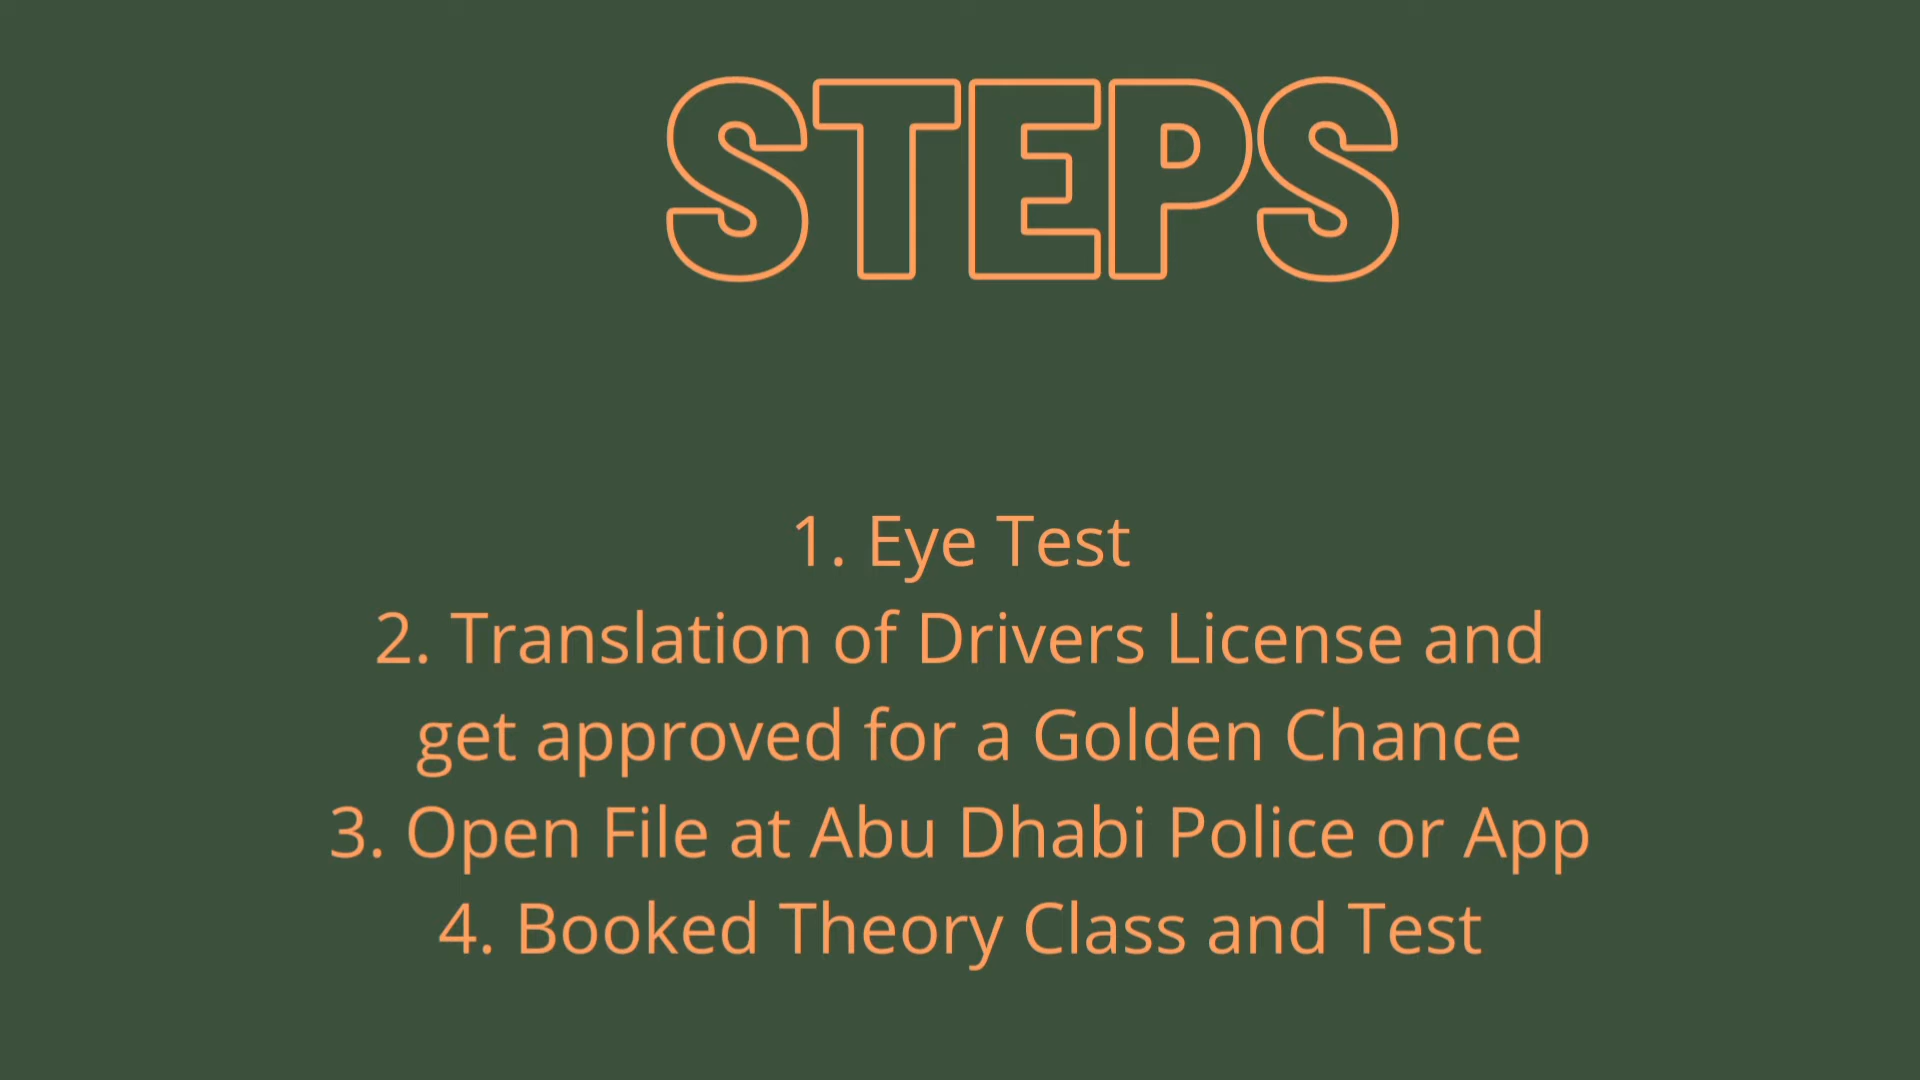 STEPS
1. Eye Test
2. Translation of Drivers License and
get approved for a Golden Chance
3. Open File at Abu Dhabi Police or App
4. Booked Theory Class and Test